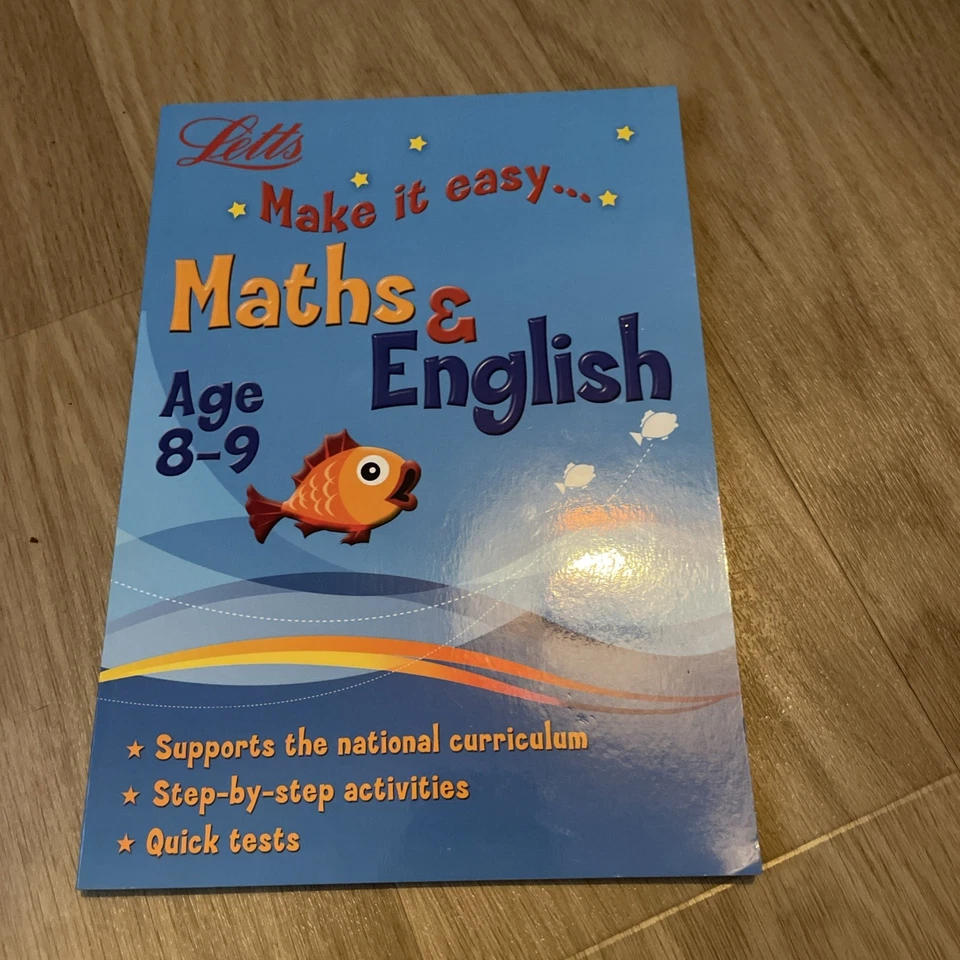 Letts
Make it easy...
Maths &
English
Age
8-9
Supports the national curriculum
Step-by-step activities
Quick tests